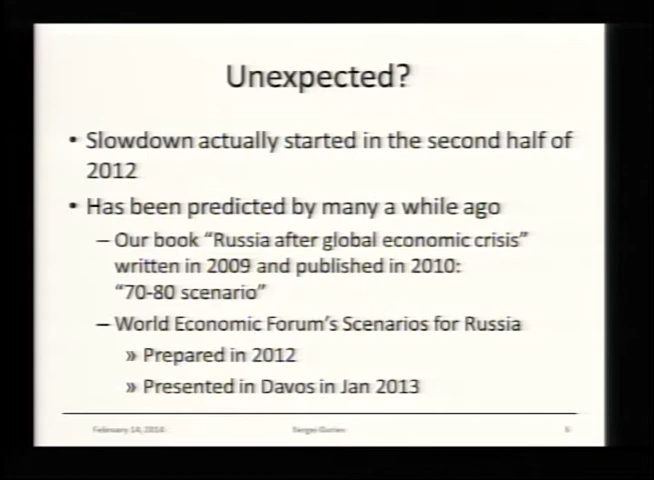 Unexpected?
• Slowdown actually started in the second half of
2012
• Has been predicted by many a while ago
– Our book “Russia after global economic crisis”
written in 2009 and published in 2010:
“70-80 scenario”
– World Economic Forum’s Scenarios for Russia
» Prepared in 2012
» Presented in Davos in Jan 2013
February 14, 2014
Sergei Guriev